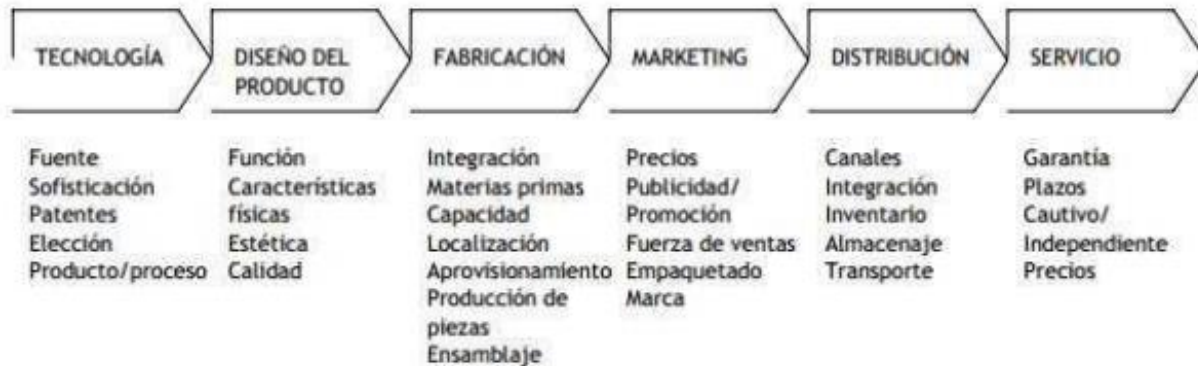 TECNOLOGÍA
DISEÑO DEL
PRODUCTO
FABRICACIÓN
MARKETING
DISTRIBUCIÓN
SERVICIO
Fuente
Sofisticación
Patentes
Elección
Producto/proceso
Función
Características
físicas
Estética
Calidad
Integración
Materias primas
Capacidad
Localización
Aprovisionamiento
Producción de
piezas
Ensamblaje
Precios
Publicidad/
Promoción
Fuerza de ventas
Empaquetado
Marca
Canales
Integración
Inventario
Almacenaje
Transporte
Garantía
Plazos
Cautivo/
Independiente
Precios